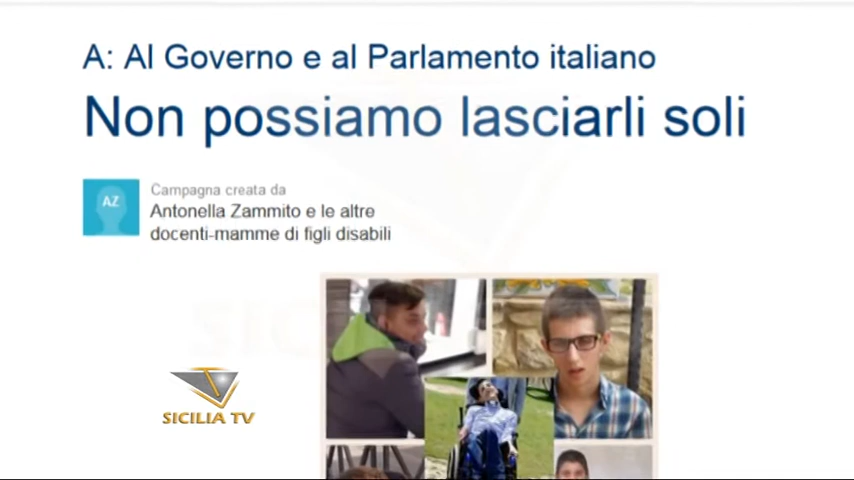 A: Al Governo e al Parlamento italiano
Non possiamo lasciarli soli
AZ
Campagna creata da
Antonella Zammito e le altre
docenti-mamme di figli disabili
SICILIA TV